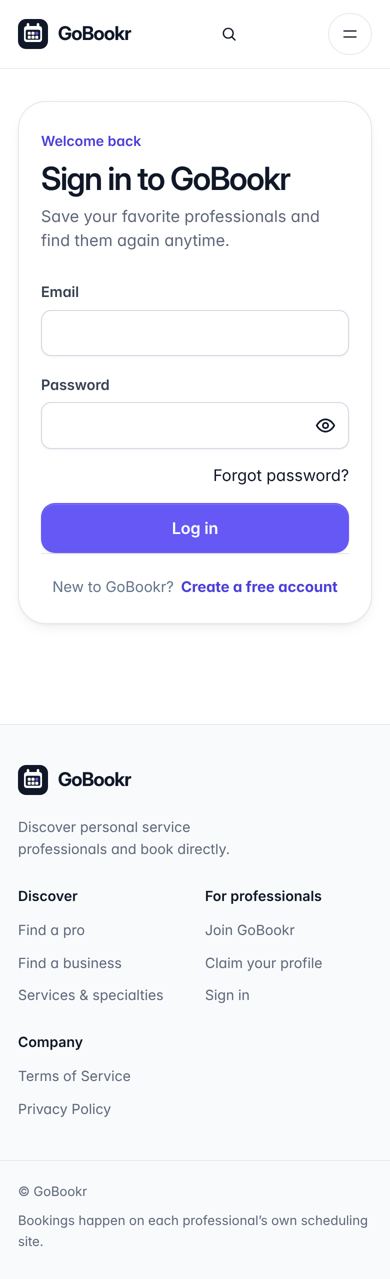 GoBookr
Welcome back
Sign in to GoBookr
Save your favorite professionals and
find them again anytime.
Email
Password
Forgot password?
Log in
New to GoBookr? Create a free account
GoBookr
Discover personal service
professionals and book directly.
Discover
Find a pro
Find a business
Services & specialties
For professionals
Join GoBookr
Claim your profile
Sign in
Company
Terms of Service
Privacy Policy
© GoBookr
Bookings happen on each professional’s own scheduling
site.